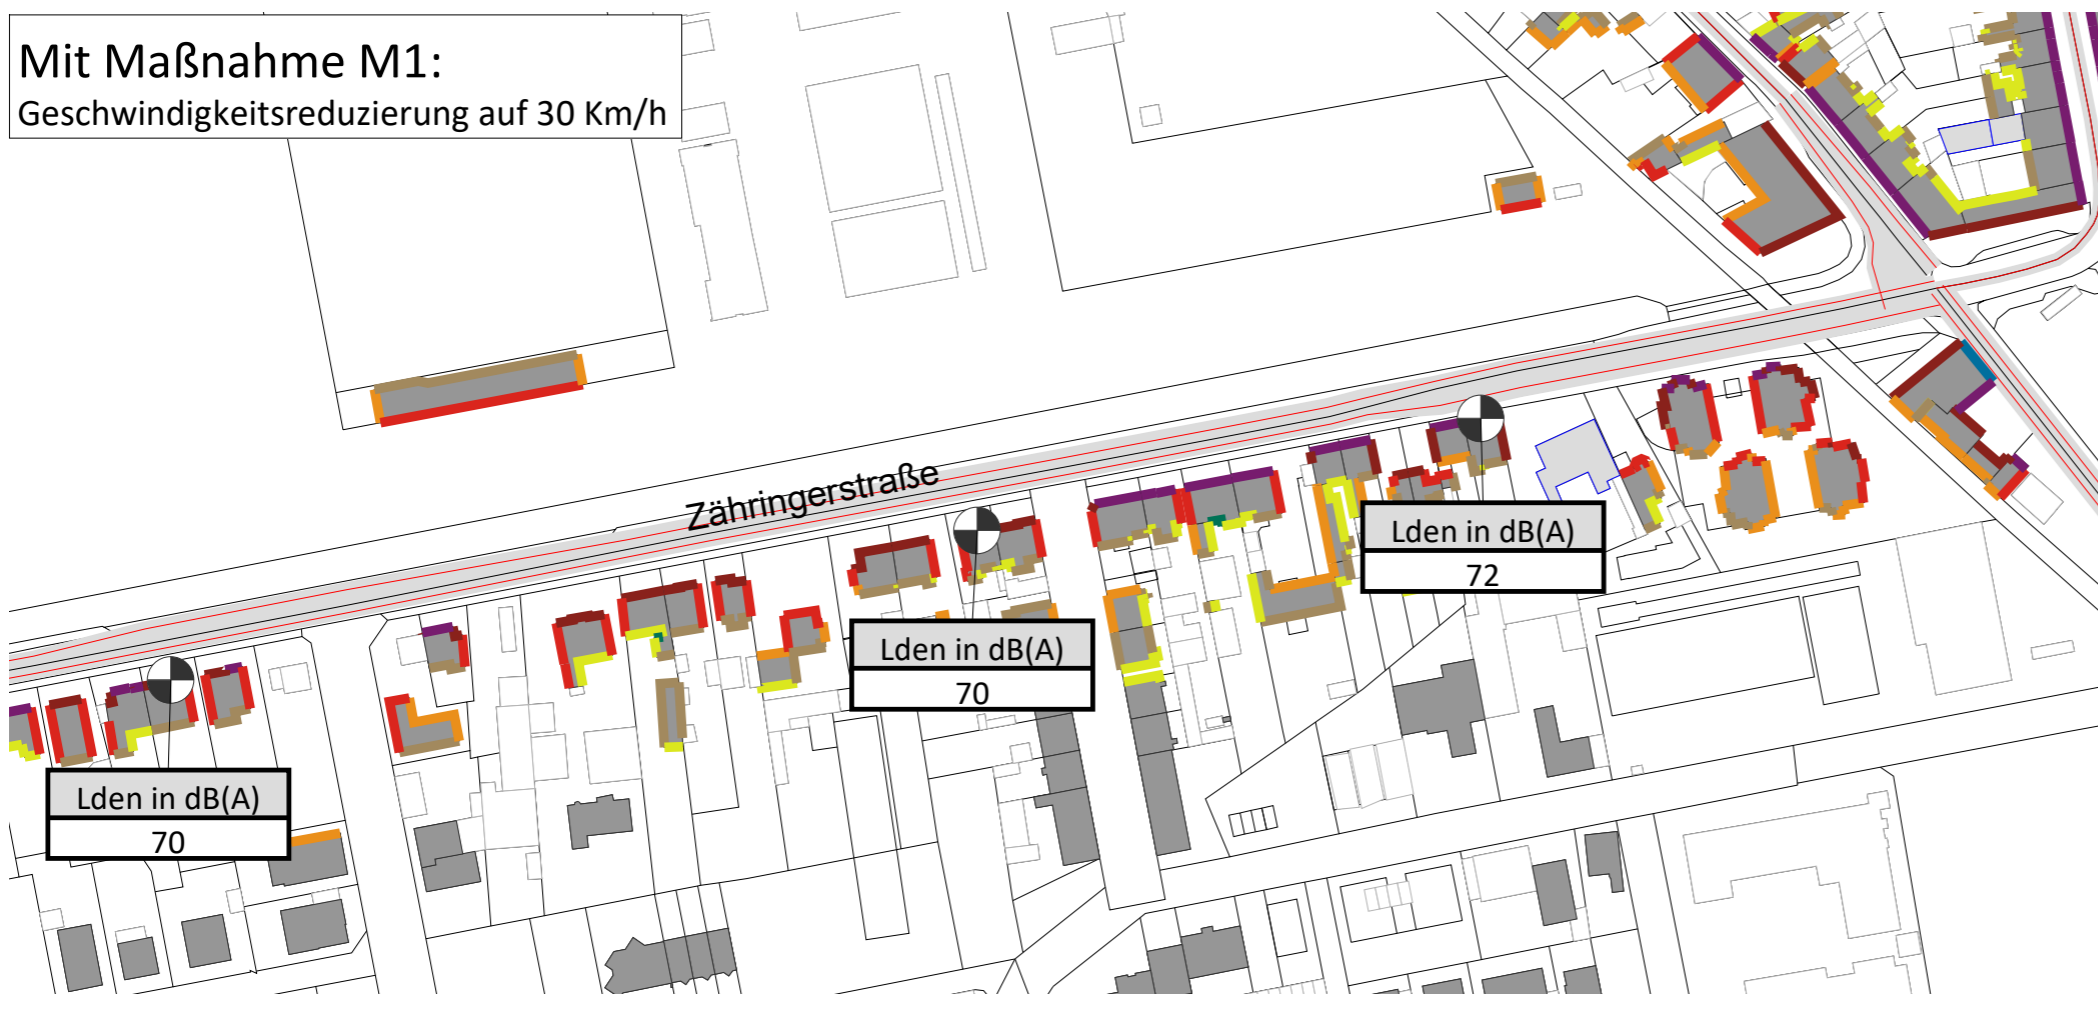 Mit Maßnahme M1:
Geschwindigkeitsreduzierung auf 30 Km/h
Zähringerstraße
Lden in dB(A)
72
Lden in dB(A)
70
Lden in dB(A)
70